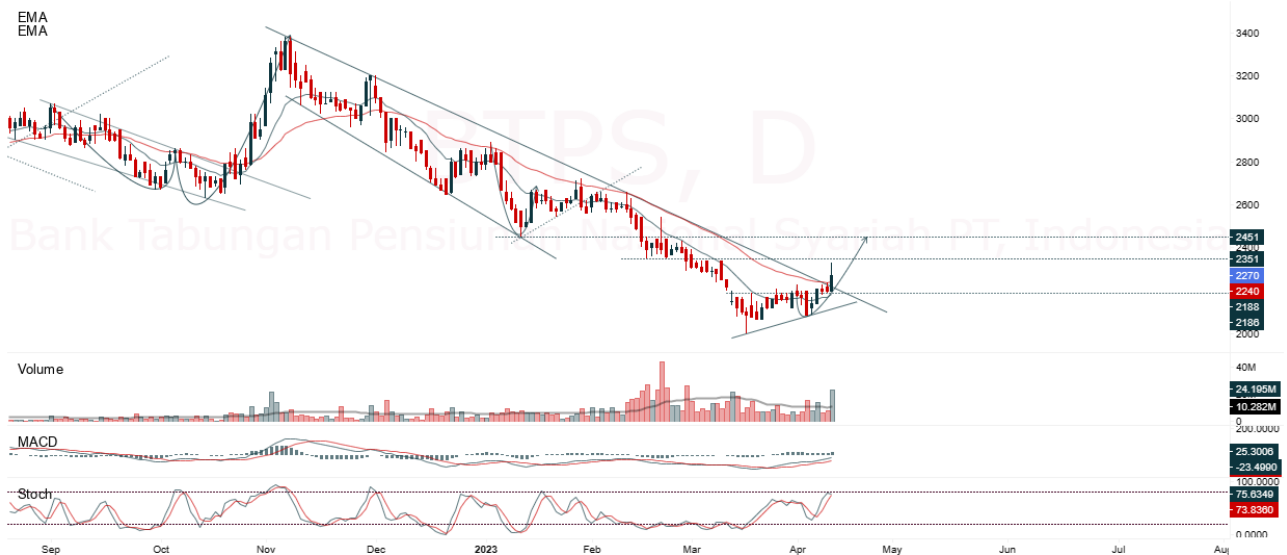 EMA
EMA
BTPS, D
Bank Tabungan Pensiunan Nasional Syariah PT, Indonesia
3400
3200
3000
2800
2600
2451
2400
2351
2270
2240
2188
2186
2000
Volume
40M
24.195M
10.282M
0
MACD
200.0000
25.3006
-23.4990
Stoch
100.0000
75.6349
73.8360
0.0000
Sep Oct Nov Dec 2023 Feb Mar Apr May Jun Jul Aug